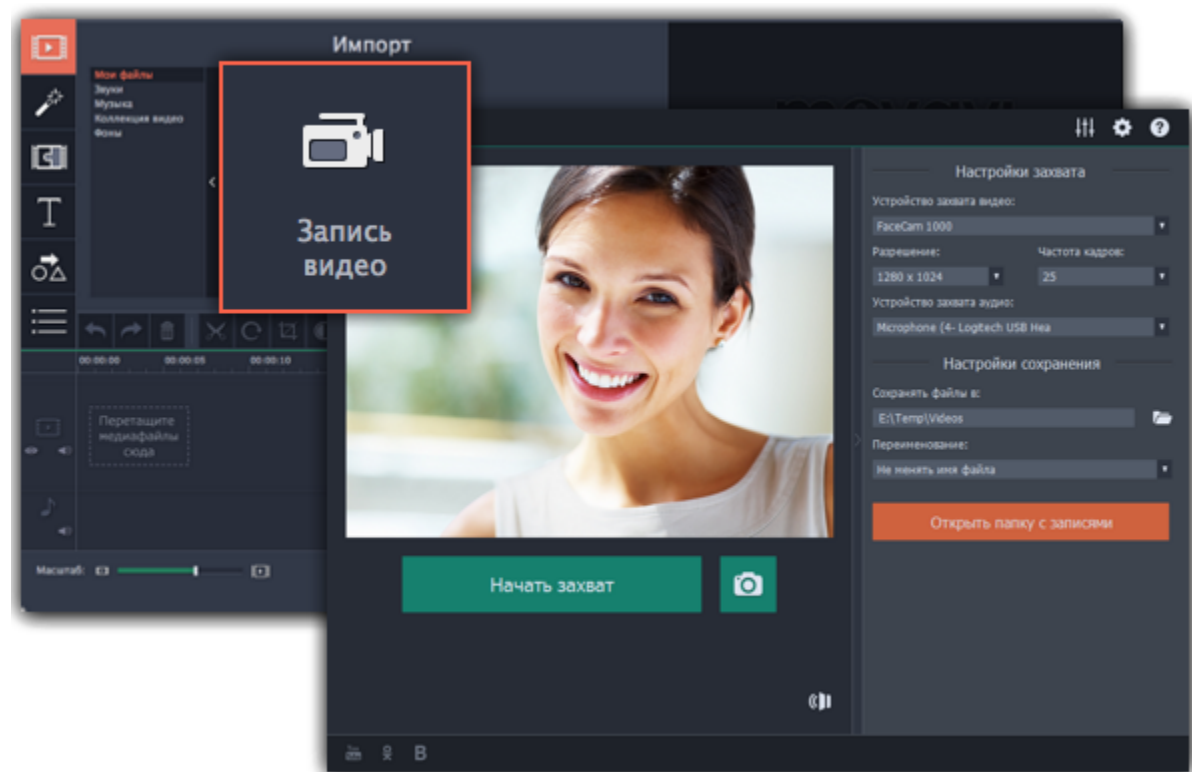 Импорт
Мои файлы
Звуки
Музыка
Коллекция видео
Фоны
Запись
видео
00:00:00 00:00:05 00:00:10
Перетащите
медиафайлы
сюда
Масштаб:
Настройки захвата
Устройство захвата видео:
FaceCam 1000
Разрешение: Частота кадров:
1280 x 1024 25
Устройство захвата аудио:
Microphone (4- Logitech USB Hea
Настройки сохранения
Сохранять файлы в:
E:\Temp\Videos
Переименование:
Не менять имя файла
Открыть папку с записями
Начать захват